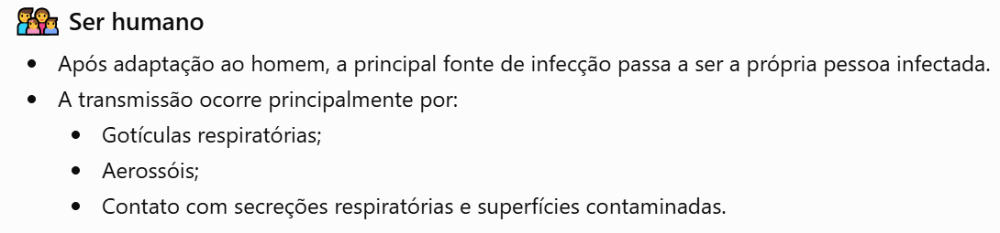 Ser humano
Após adaptação ao homem, a principal fonte de infecção passa a ser a própria pessoa infectada.
A transmissão ocorre principalmente por:
Gotículas respiratórias;
Aerossóis;
Contato com secreções respiratórias e superfícies contaminadas.